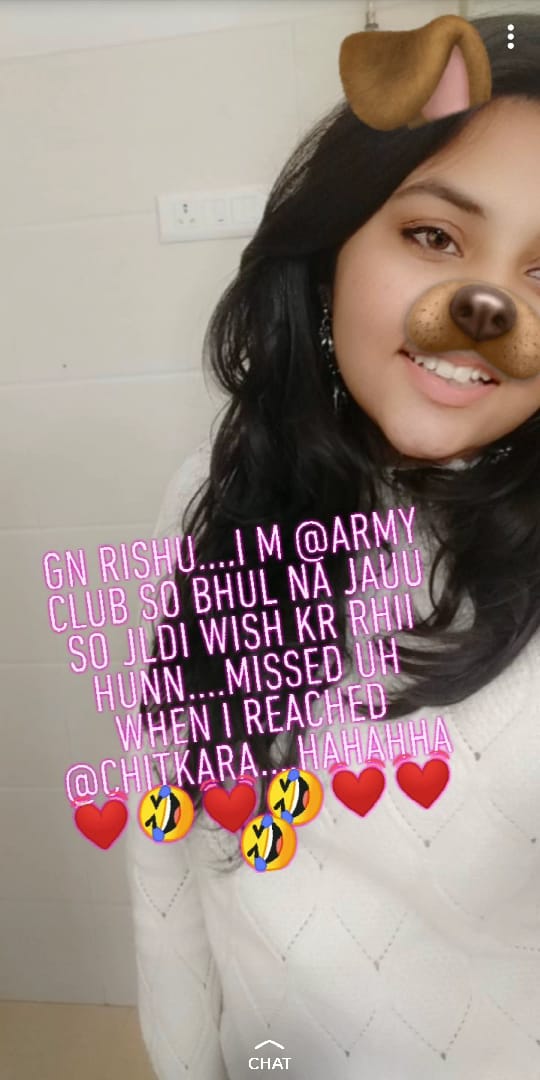 GN RISHU....I M @ARMY
CLUB SO BHUL NA JAUU
SO JLDI WISH KR RHII
HUNN....MISSED UH
WHEN I REACHED
@CHITKARA....HAHAHHA
❤️🤣❤️🤣❤️❤️
🤣
CHAT